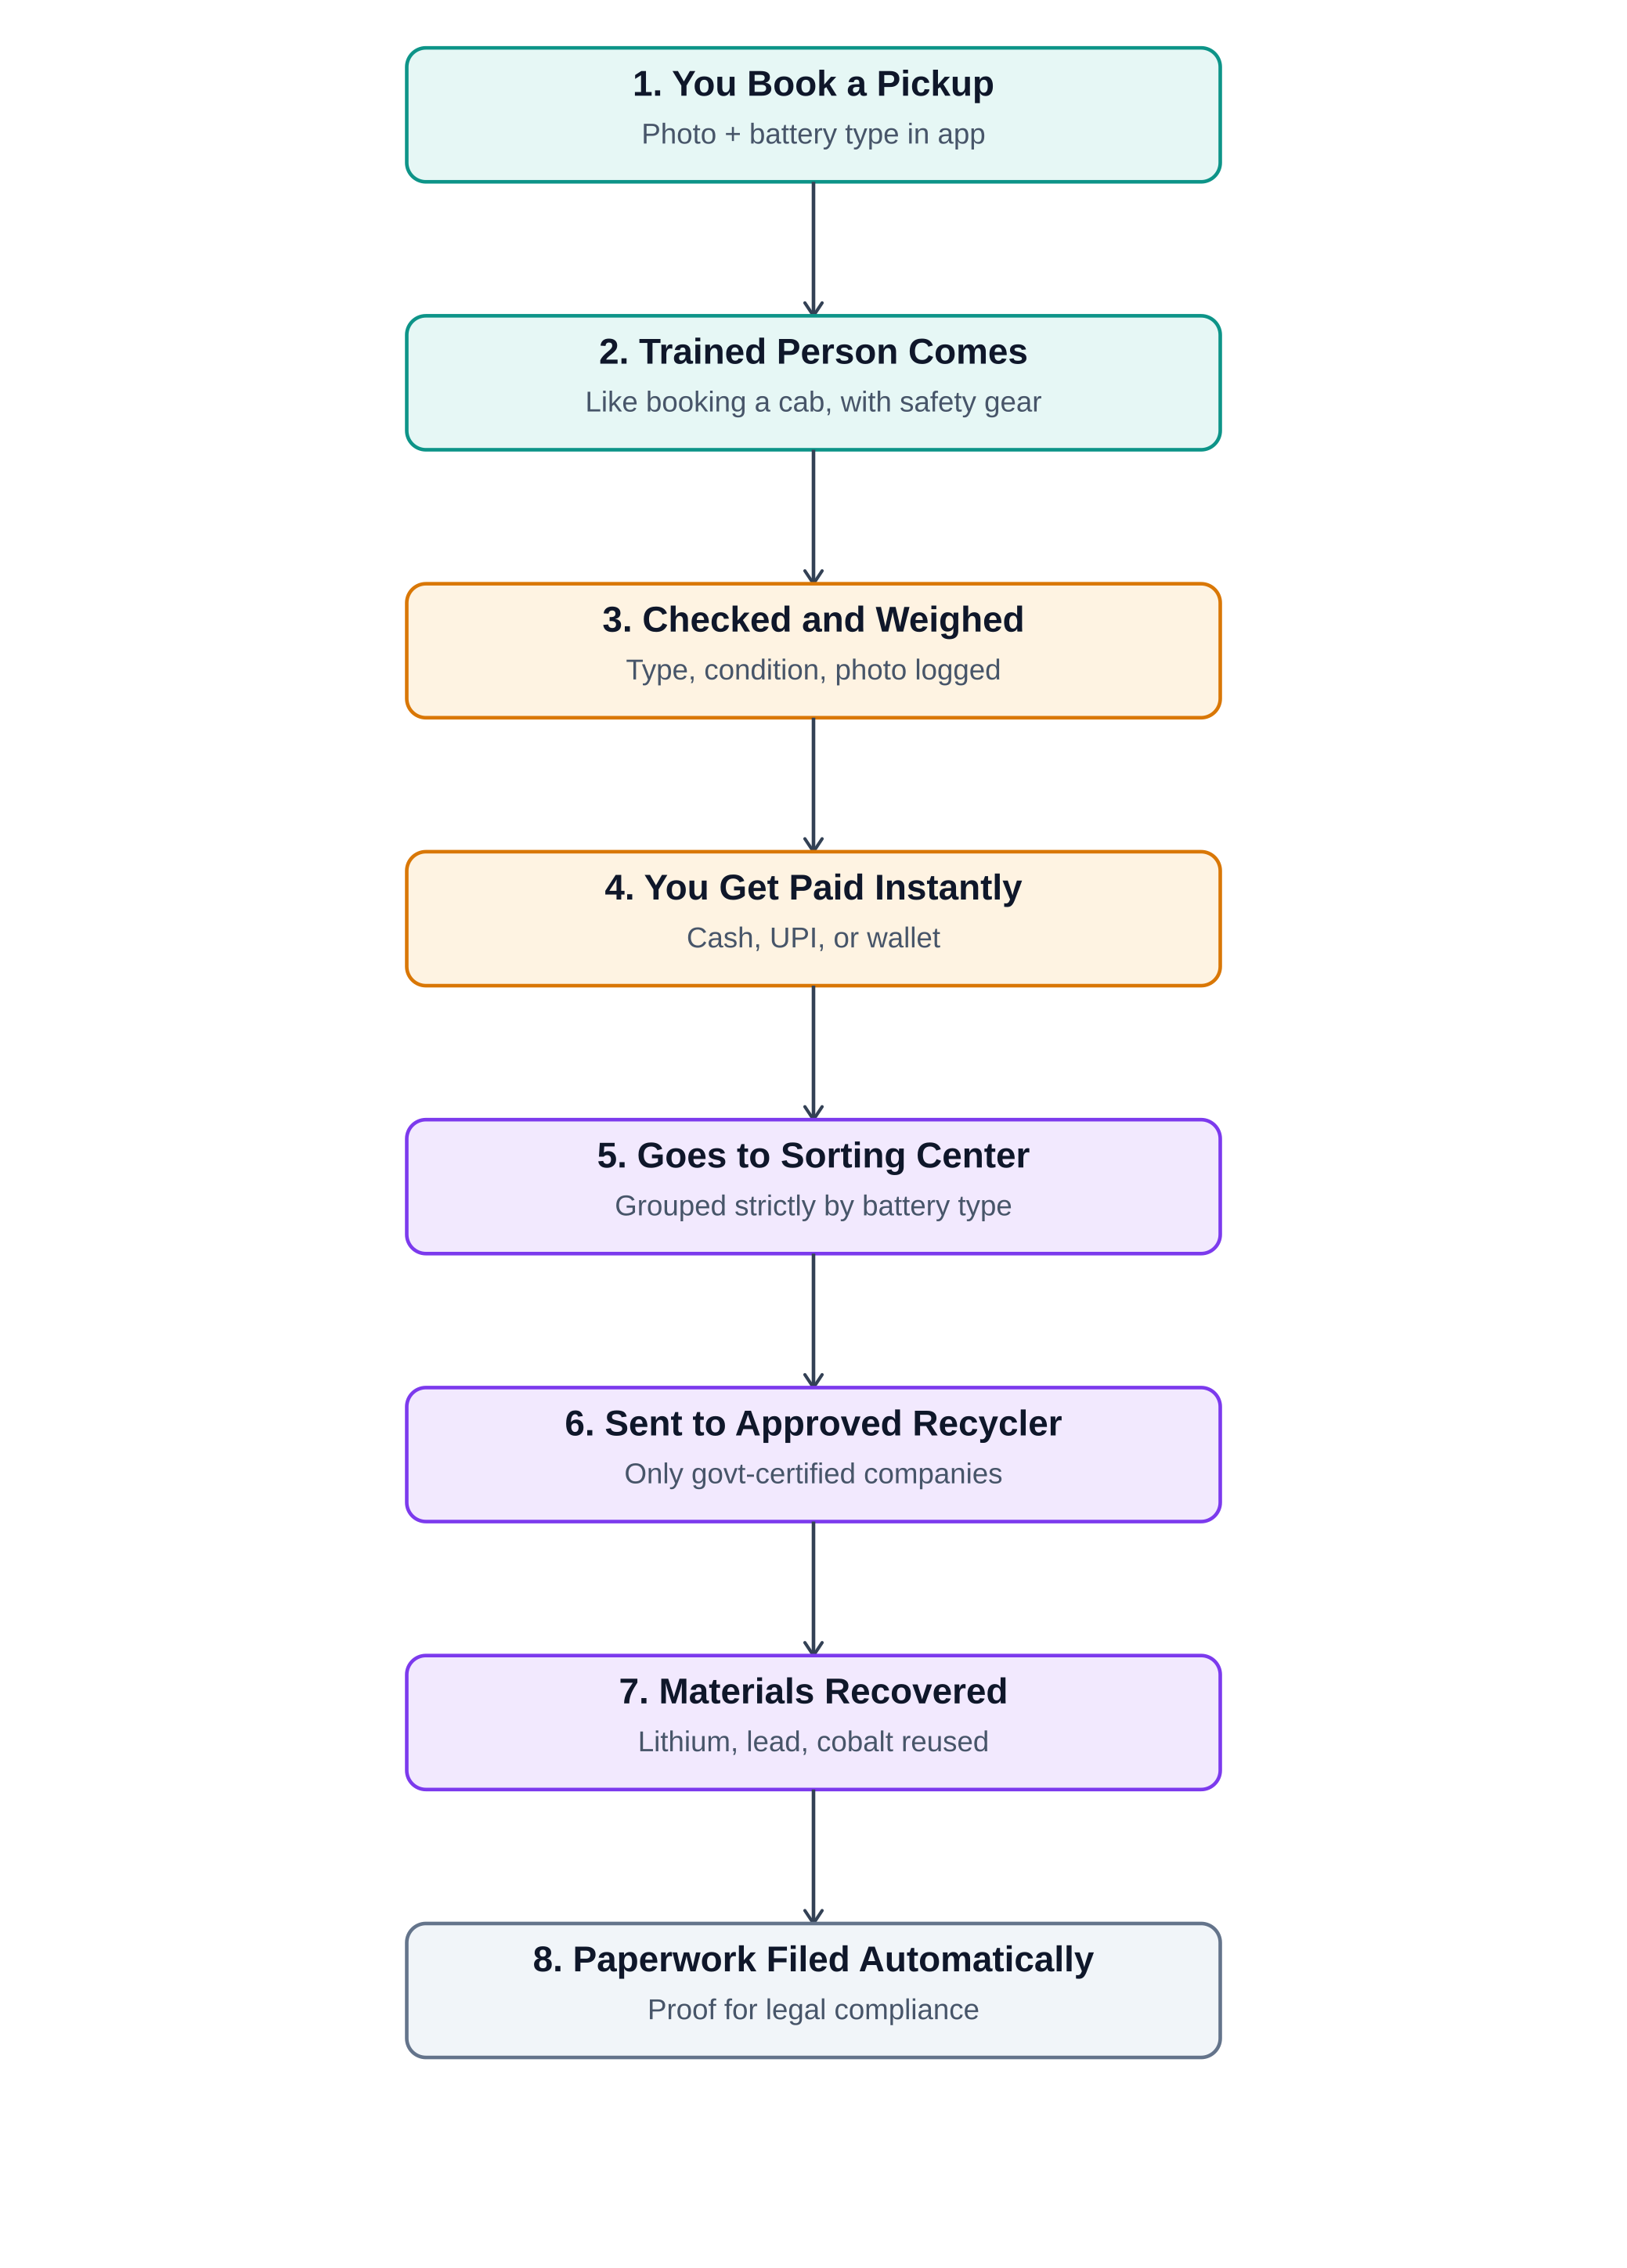 1. You Book a Pickup
Photo + battery type in app
2. Trained Person Comes
Like booking a cab, with safety gear
3. Checked and Weighed
Type, condition, photo logged
4. You Get Paid Instantly
Cash, UPI, or wallet
5. Goes to Sorting Center
Grouped strictly by battery type
6. Sent to Approved Recycler
Only govt-certified companies
7. Materials Recovered
Lithium, lead, cobalt reused
8. Paperwork Filed Automatically
Proof for legal compliance